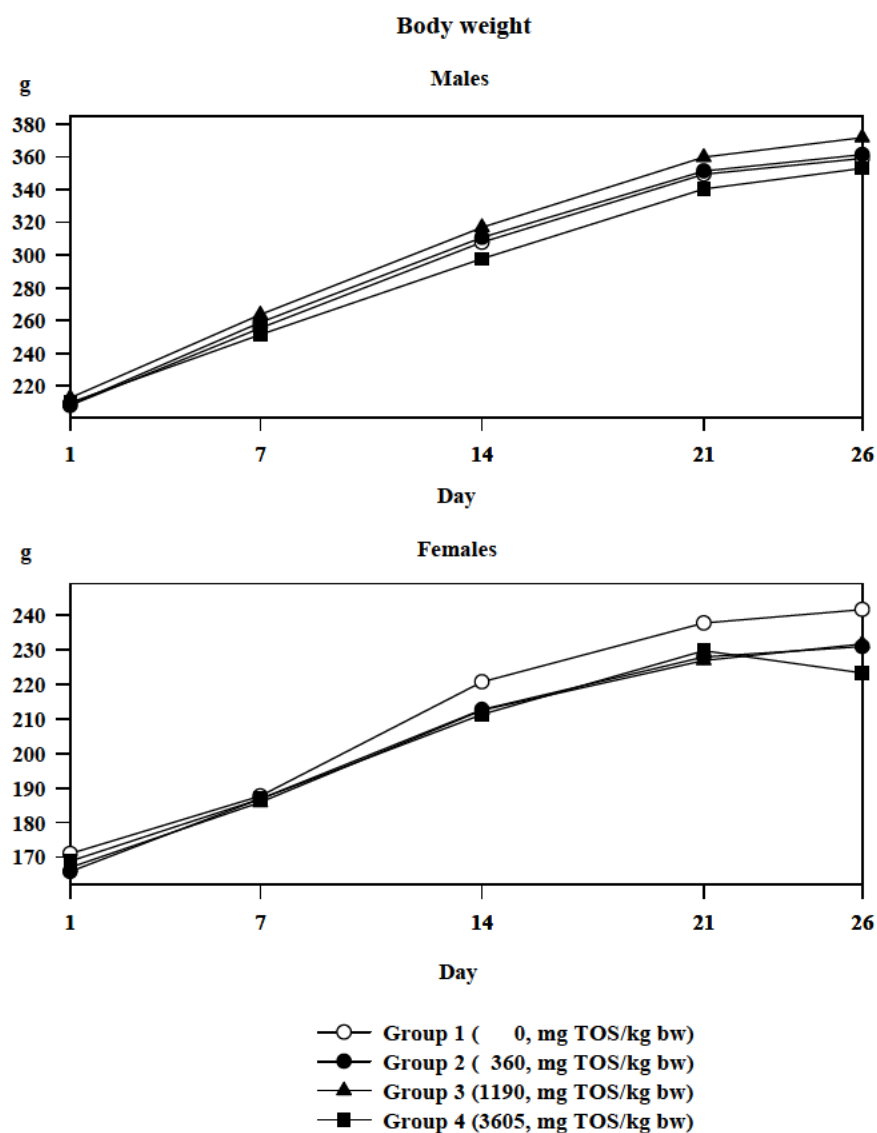 Body weight
Males
g
380
360
340
320
300
280
260
240
220
1 7 14 21 26
Day
Females
g
240
230
220
210
200
190
180
170
1 7 14 21 26
Day
Group 1 ( 0, mg TOS/kg bw)
Group 2 ( 360, mg TOS/kg bw)
Group 3 (1190, mg TOS/kg bw)
Group 4 (3605, mg TOS/kg bw)